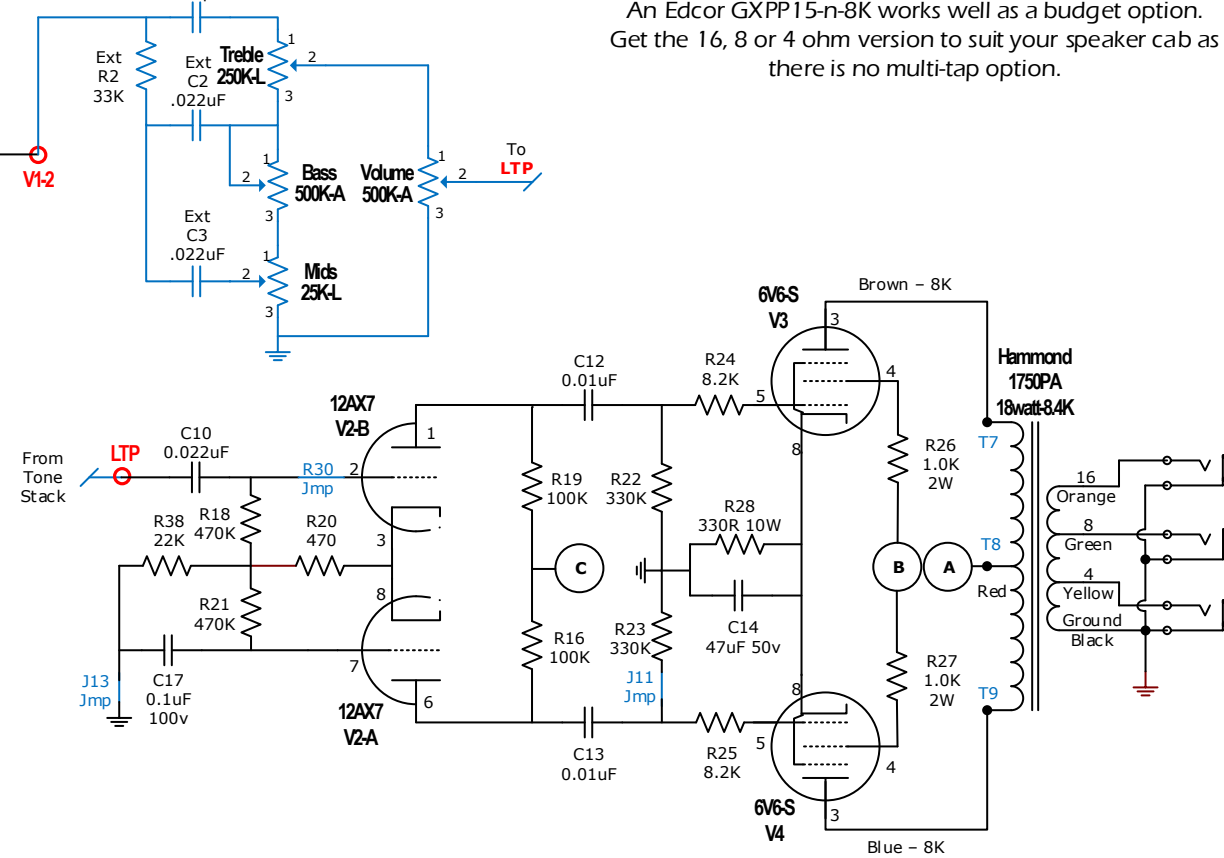 An Edcor GXPP15-n-8K works well as a budget option.
Get the 16, 8 or 4 ohm version to suit your speaker cab as
there is no multi-tap option.
Ext
R2
33K
Ext
C2
.022uF
Treble
250K-L
1
2
3
V1-2
1
2
3
Bass
500K-A
Volume
500K-A
1
2
3
To
LTP
Ext
C3
.022uF
1
2
3
Mids
25K-L
From
Tone
Stack
LTP
C10
0.022uF
R30
Jmp
2
12AX7
V2-B
1
3
R38
22K
R18
470K
R20
470
R21
470K
8
7
J13
Jmp
C17
0.1uF
100v
12AX7
V2-A
6
C12
0.01uF
R19
100K
R22
330K
C
R16
100K
R23
330K
J11
Jmp
C13
0.01uF
R24
8.2K
R28
330R 10W
C14
47uF 50v
R25
8.2K
6V6-S
V3
3
4
5
8
Brown – 8K
R26
1.0K
2W
B
A
R27
1.0K
2W
8
5
4
3
6V6-S
V4
Blue – 8K
Hammond
1750PA
18watt-8.4K
T7
T8
Red
T9
16
Orange
8
Green
4
Yellow
Ground
Black